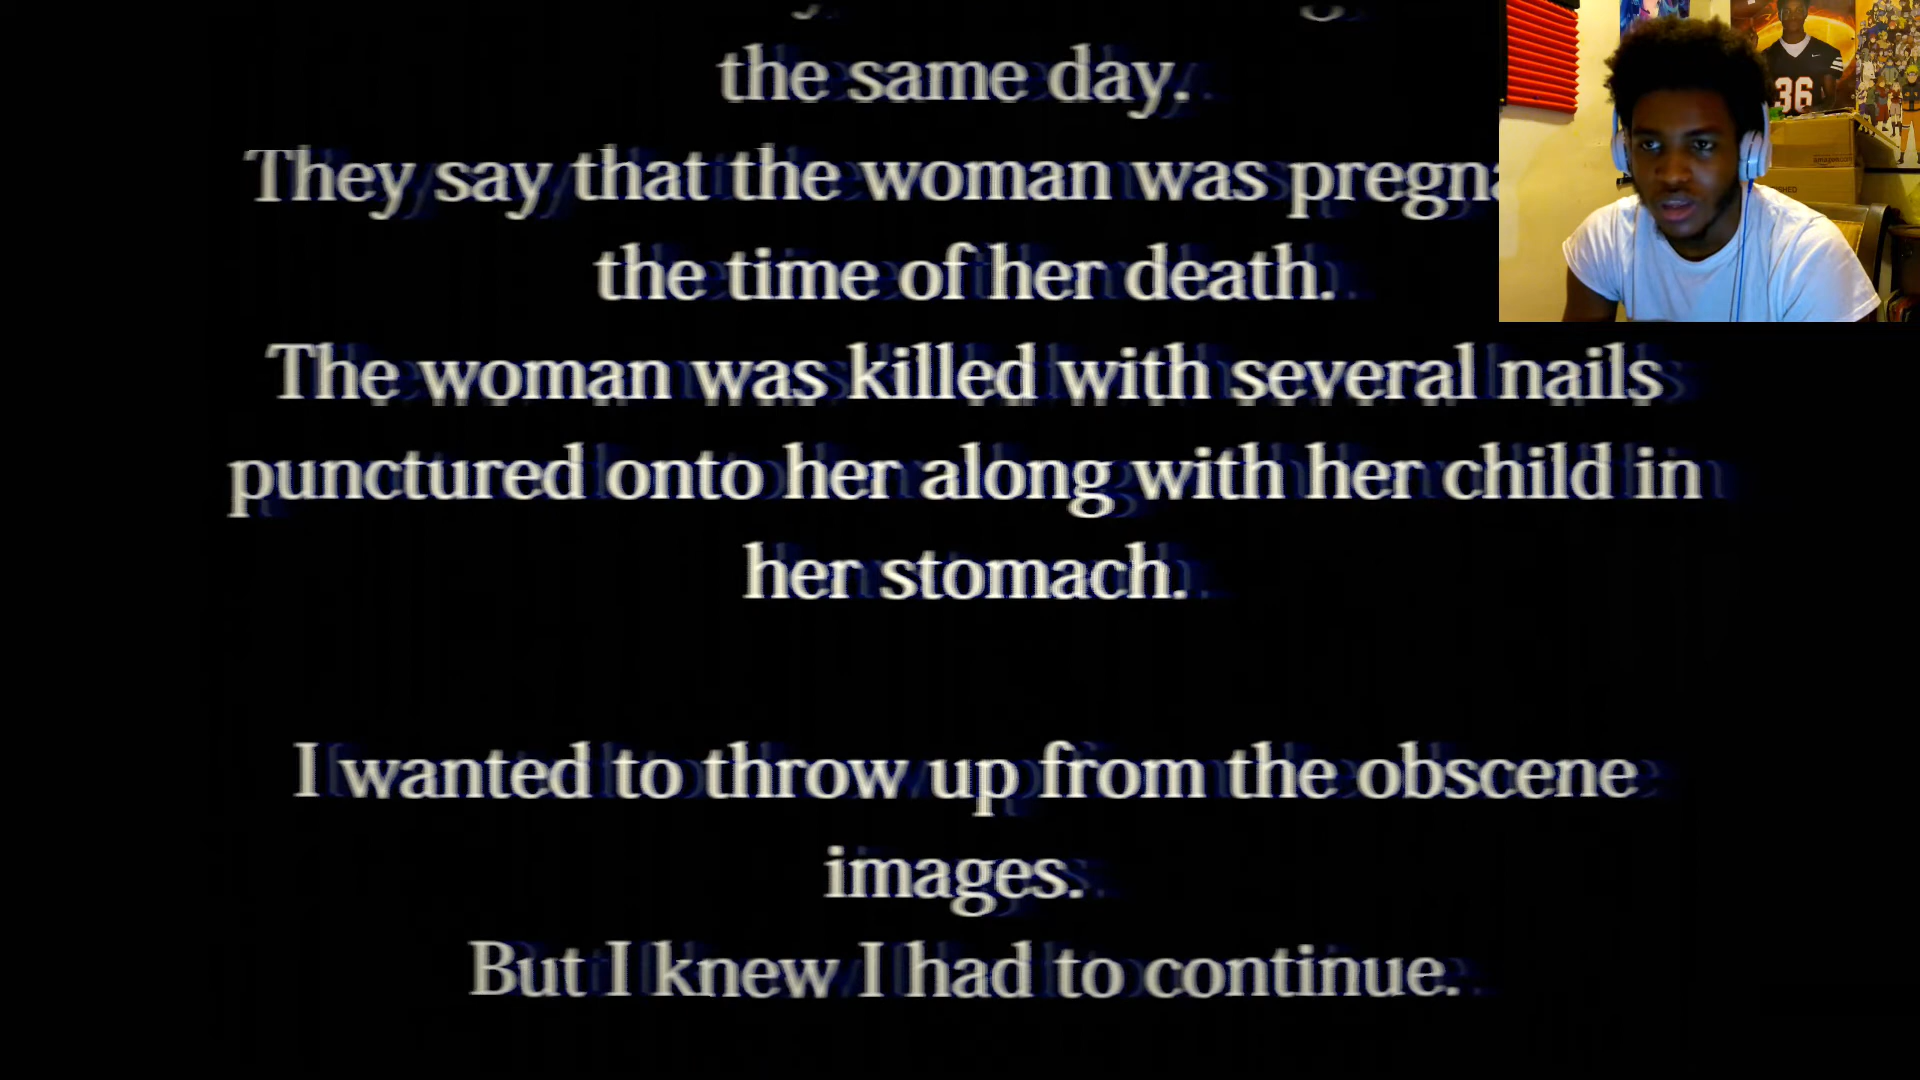 the same day.
They say that the woman was
the time of her death.
The woman was killed with several nails
punctured onto her along with her child in
her stomach.
I wanted to throw up from the obscene
images.
But I knew I had to continue.
36